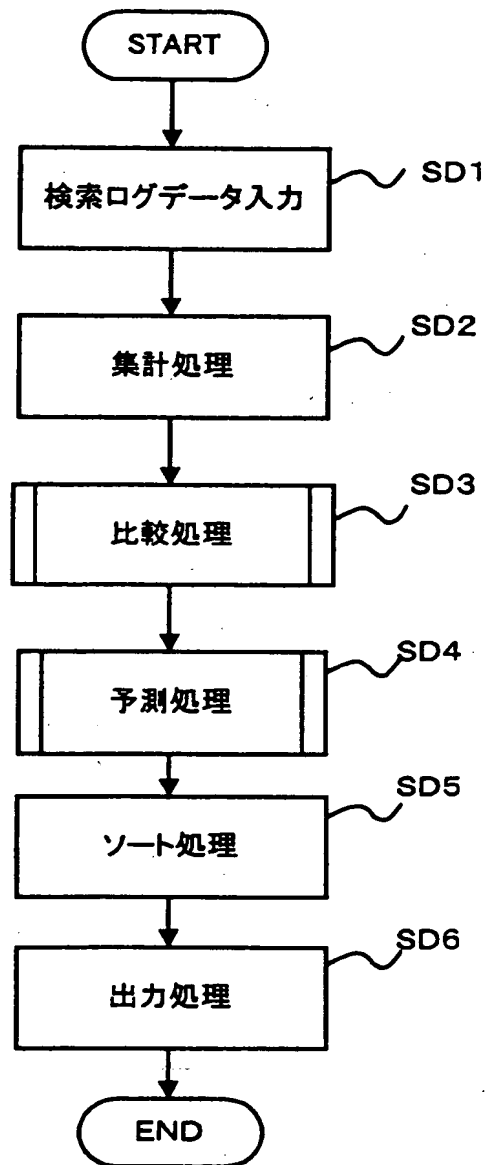 START
検索ログデータ入力
SD1
集計処理
SD2
比較処理
SD3
予測処理
SD4
ソート処理
SD5
出力処理
SD6
END